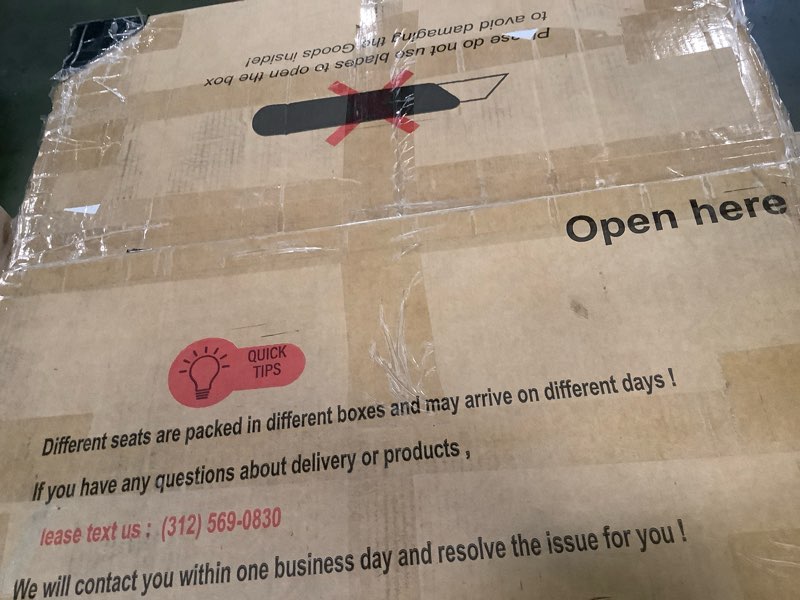 Please do not use blades to open the box
to avoid damaging the Goods inside!
Open here
QUICK
TIPS
Different seats are packed in different boxes and may arrive on different days !
If you have any questions about delivery or products ,
lease text us : (312) 569-0830
We will contact you within one business day and resolve the issue for you !